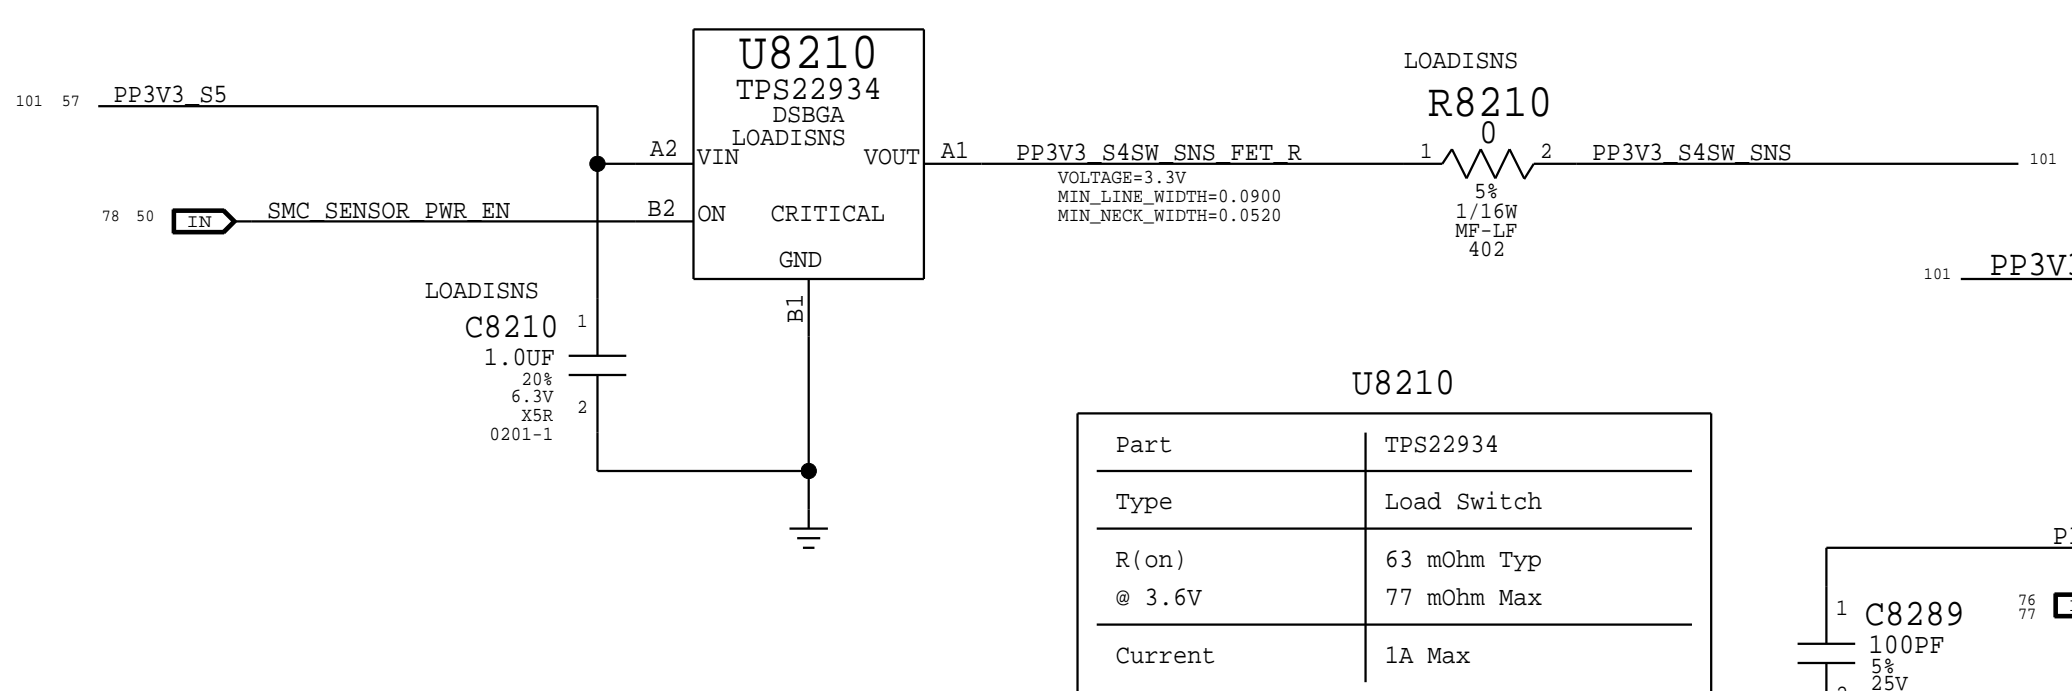 U8210
TPS22934
DSBGA
LOADISNS
101 57 PP3V3_S5
A2 VIN
VOUT A1
PP3V3_S4SW_SNS_FET_R
VOLTAGE=3.3V
MIN_LINE_WIDTH=0.0900
MIN_NECK_WIDTH=0.0520
LOADISNS
R8210
0
1 2
5%
1/16W
MF-LF
402
PP3V3_S4SW_SNS
101
78 50 IN SMC_SENSOR_PWR_EN
B2 ON CRITICAL
GND
B1
101 PP3V3
LOADISNS
C8210 1
1.0UF
20%
6.3V
X5R 2
0201-1
U8210
Part TPS22934
Type Load Switch
R(on) 63 mOhm Typ
@ 3.6V 77 mOhm Max
Current 1A Max
1 C8289
100PF
5%
25V
2
76
77